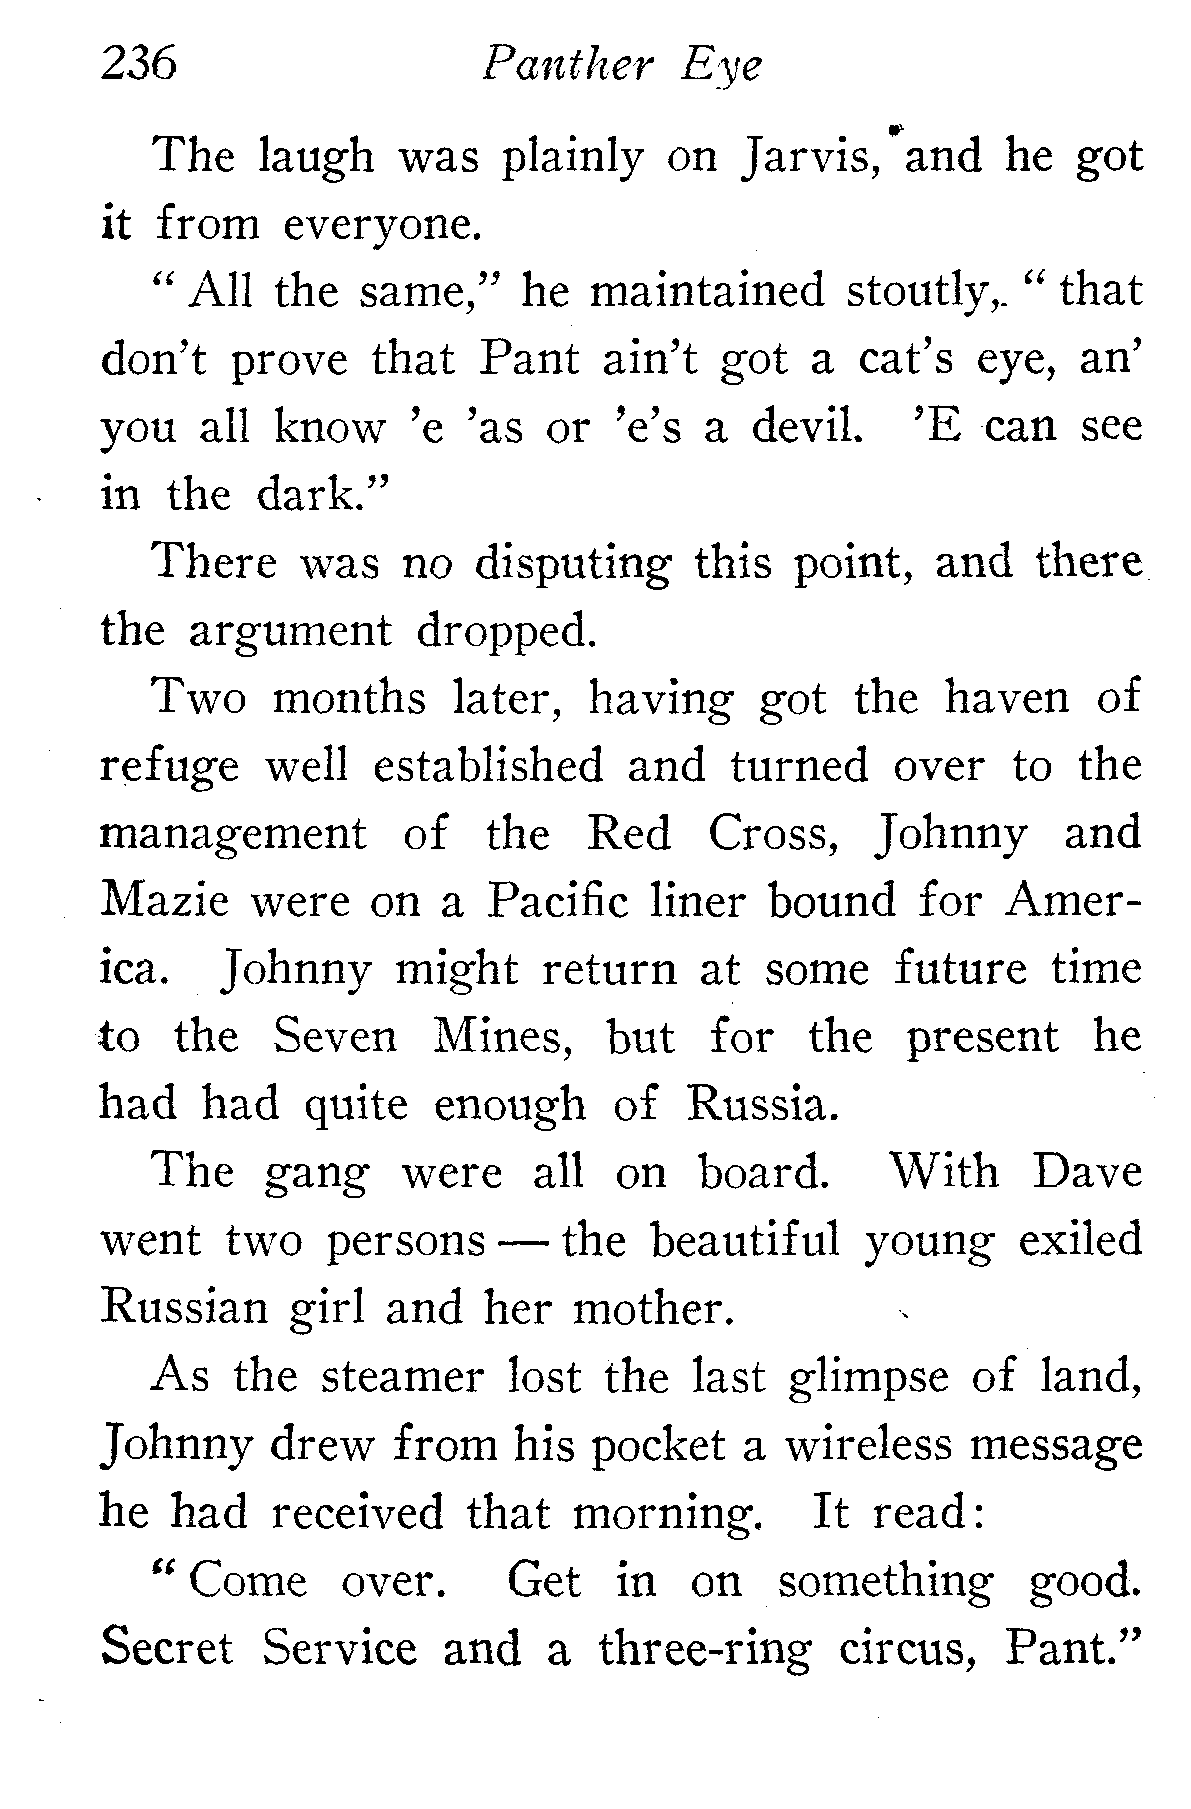 236 Panther Eye
The laugh was plainly on Jarvis, and he got
it from everyone.
“ All the same,” he maintained stoutly, “ that
don’t prove that Pant ain’t got a cat’s eye, an’
you all know ’e ’as or ’e’s a devil. ’E can see
in the dark.”
There was no disputing this point, and there
the argument dropped.
Two months later, having got the haven of
refuge well established and turned over to the
management of the Red Cross, Johnny and
Mazie were on a Pacific liner bound for Amer-
ica. Johnny might return at some future time
to the Seven Mines, but for the present he
had had quite enough of Russia.
The gang were all on board. With Dave
went two persons — the beautiful young exiled
Russian girl and her mother.
As the steamer lost the last glimpse of land,
Johnny drew from his pocket a wireless message
he had received that morning. It read:
“ Come over. Get in on something good.
Secret Service and a three-ring circus, Pant.”